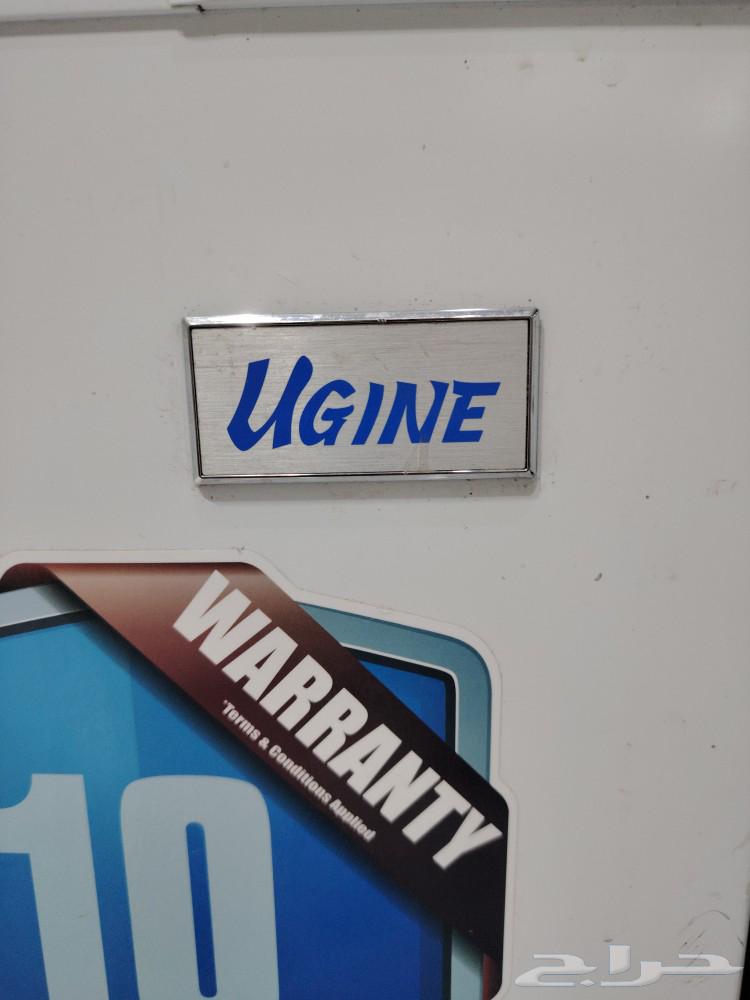 UGINE
WARRANTY
*Terms & Conditions Applied
10
حراج